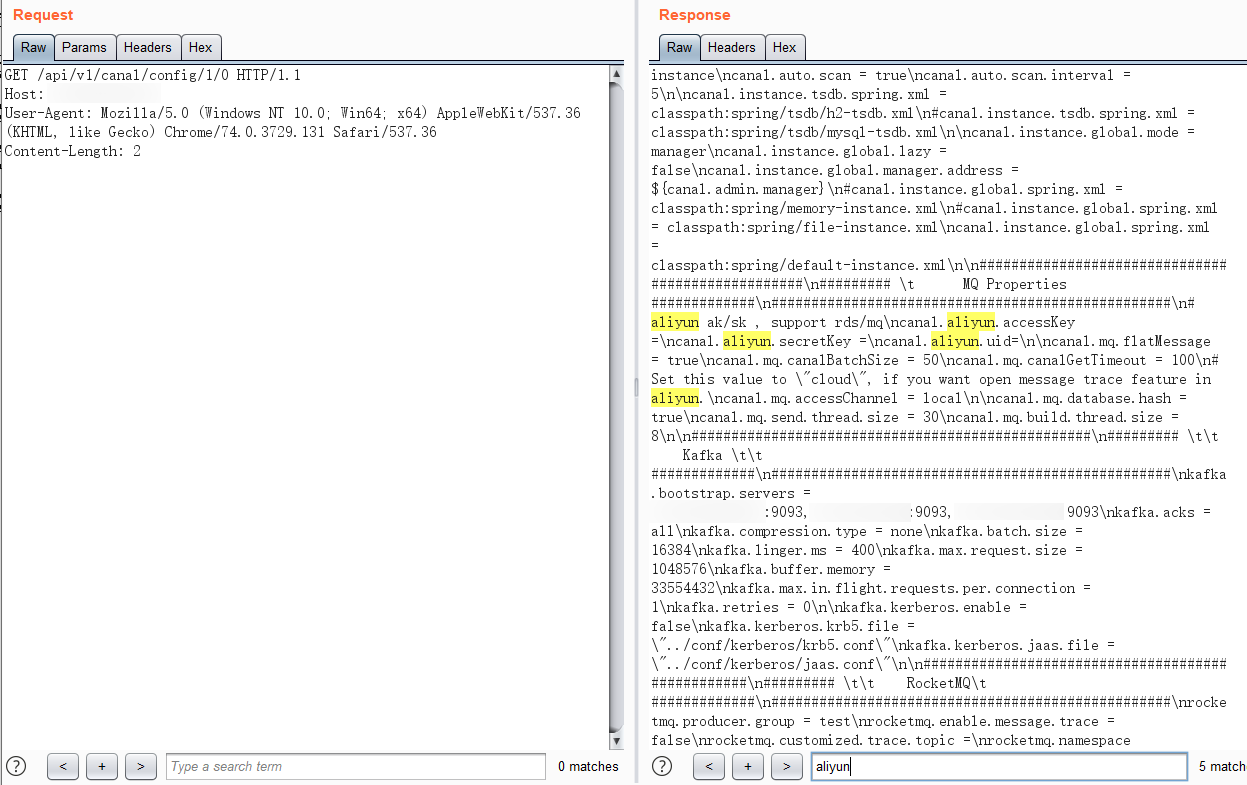 Request
Raw Params Headers Hex
GET /api/v1/canal/config/1/0 HTTP/1.1
Host:
User-Agent: Mozilla/5.0 (Windows NT 10.0; Win64; x64) AppleWebKit/537.36
(KHTML, like Gecko) Chrome/74.0.3729.131 Safari/537.36
Content-Length: 2
? < + > Type a search term 0 matches
Response
Raw Headers Hex
instance\ncanal.auto.scan = true\ncanal.auto.scan.interval =
5\n\ncanal.instance.tsdb.spring.xml =
classpath:spring/tsdb/h2-tsdb.xml\n#canal.instance.tsdb.spring.xml =
classpath:spring/tsdb/mysql-tsdb.xml\n\ncanal.instance.global.mode =
manager\ncanal.instance.global.lazy =
false\ncanal.instance.global.manager.address =
${canal.admin.manager}\n#canal.instance.global.spring.xml =
classpath:spring/memory-instance.xml\n#canal.instance.global.spring.xml
= classpath:spring/file-instance.xml\ncanal.instance.global.spring.xml
=
classpath:spring/default-instance.xml\n\n###############################
###################\n######### \t MQ Properties
#############\n##################################################\n#
aliyun ak/sk , support rds/mq\ncanal.aliyun.accessKey
=\ncanal.aliyun.secretKey =\ncanal.aliyun.uid=\n\ncanal.mq.flatMessage
= true\ncanal.mq.canalBatchSize = 50\ncanal.mq.canalGetTimeout = 100\n#
Set this value to \"cloud\", if you want open message trace feature in
aliyun.\ncanal.mq.accessChannel = local\n\ncanal.mq.database.hash =
true\ncanal.mq.send.thread.size = 30\ncanal.mq.build.thread.size =
8\n\n##################################################\n######### \t\t
Kafka \t\t
#############\n##################################################\nkafka
.bootstrap.servers =
:9093, :9093, 9093\nkafka.acks =
all\nkafka.compression.type = none\nkafka.batch.size =
16384\nkafka.linger.ms = 400\nkafka.max.request.size =
1048576\nkafka.buffer.memory =
33554432\nkafka.max.in.flight.requests.per.connection =
1\nkafka.retries = 0\n\nkafka.kerberos.enable =
false\nkafka.kerberos.krb5.file =
\"../conf/kerberos/krb5.conf\"\nkafka.kerberos.jaas.file =
\"../conf/kerberos/jaas.conf\"\n\n######################################
############\n######### \t\t RocketMQ\t
#############\n##################################################\nrocke
tmq.producer.group = test\nrocketmq.enable.message.trace =
false\nrocketmq.customized.trace.topic =\nrocketmq.namespace
? < + > aliyun 5 match